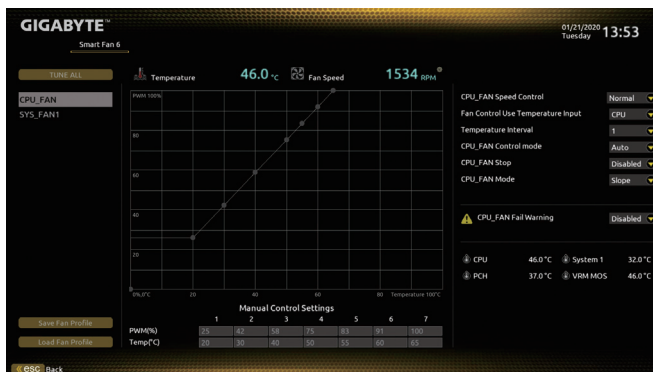 GIGABYTE™
01/21/2020
Tuesday
13:53
Smart Fan 6
TUNE ALL
Temperature 46.0 °C Fan Speed 1534 RPM
CPU_FAN
SYS_FAN1
PWM 100%
80
60
40
20
0%,0°C 20 40 60 80 Temperature 100°C
CPU_FAN Speed Control Normal
Fan Control Use Temperature Input CPU
Temperature Interval 1
CPU_FAN Control mode Auto
CPU_FAN Stop Disabled
CPU_FAN Mode Slope
CPU_FAN Fail Warning Disabled
CPU 46.0°C System 1 32.0°C
PCH 37.0°C VRM MOS 46.0°C
Manual Control Settings
1 2 3 4 5 6 7
PWM(%) 25 42 58 75 83 91 100
Temp(°C) 20 30 40 50 55 60 65
Save Fan Profile
Load Fan Profile
esc Back